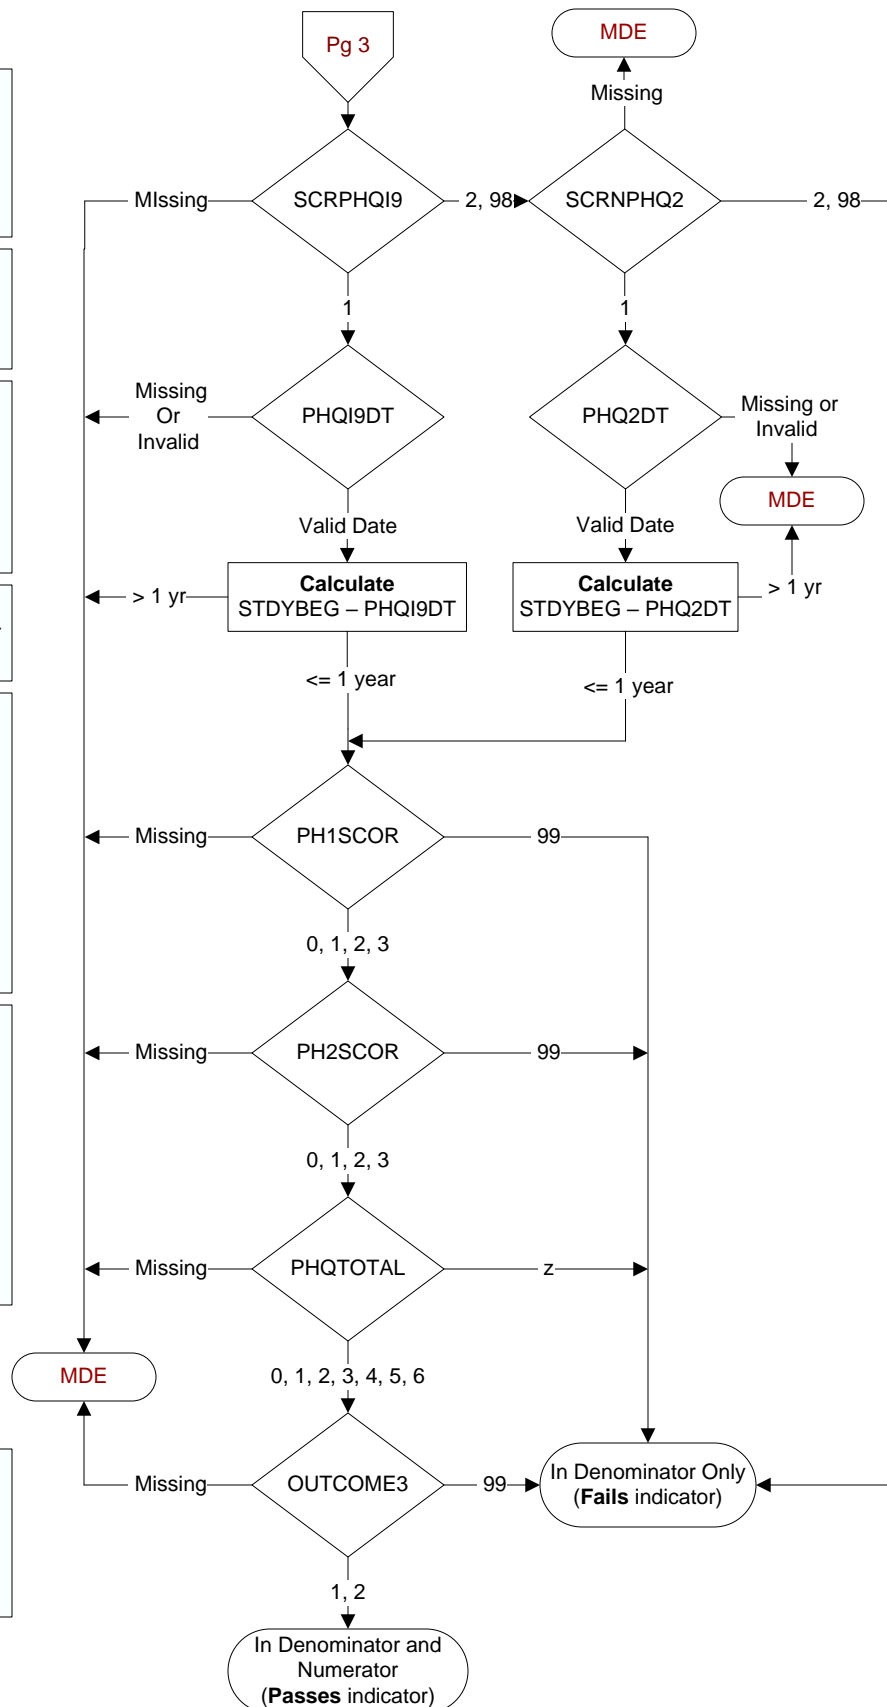 Pg 3
MDE
Missing
MIssing
SCRPHQI9
2, 98
SCRNPHQ2
2, 98
1
1
Missing
Or
Invalid
PHQI9DT
PHQ2DT
Missing or
Invalid
MDE
Valid Date
Valid Date
> 1 yr
Calculate
STDYBEG – PHQI9DT
Calculate
STDYBEG – PHQ2DT
> 1 yr
<= 1 year
<= 1 year
Missing
PH1SCOR
99
0, 1, 2, 3
Missing
PH2SCOR
99
0, 1, 2, 3
Missing
PHQTOTAL
z
MDE
0, 1, 2, 3, 4, 5, 6
Missing
OUTCOME3
99
In Denominator Only
(Fails indicator)
1, 2
In Denominator and
Numerator
(Passes indicator)